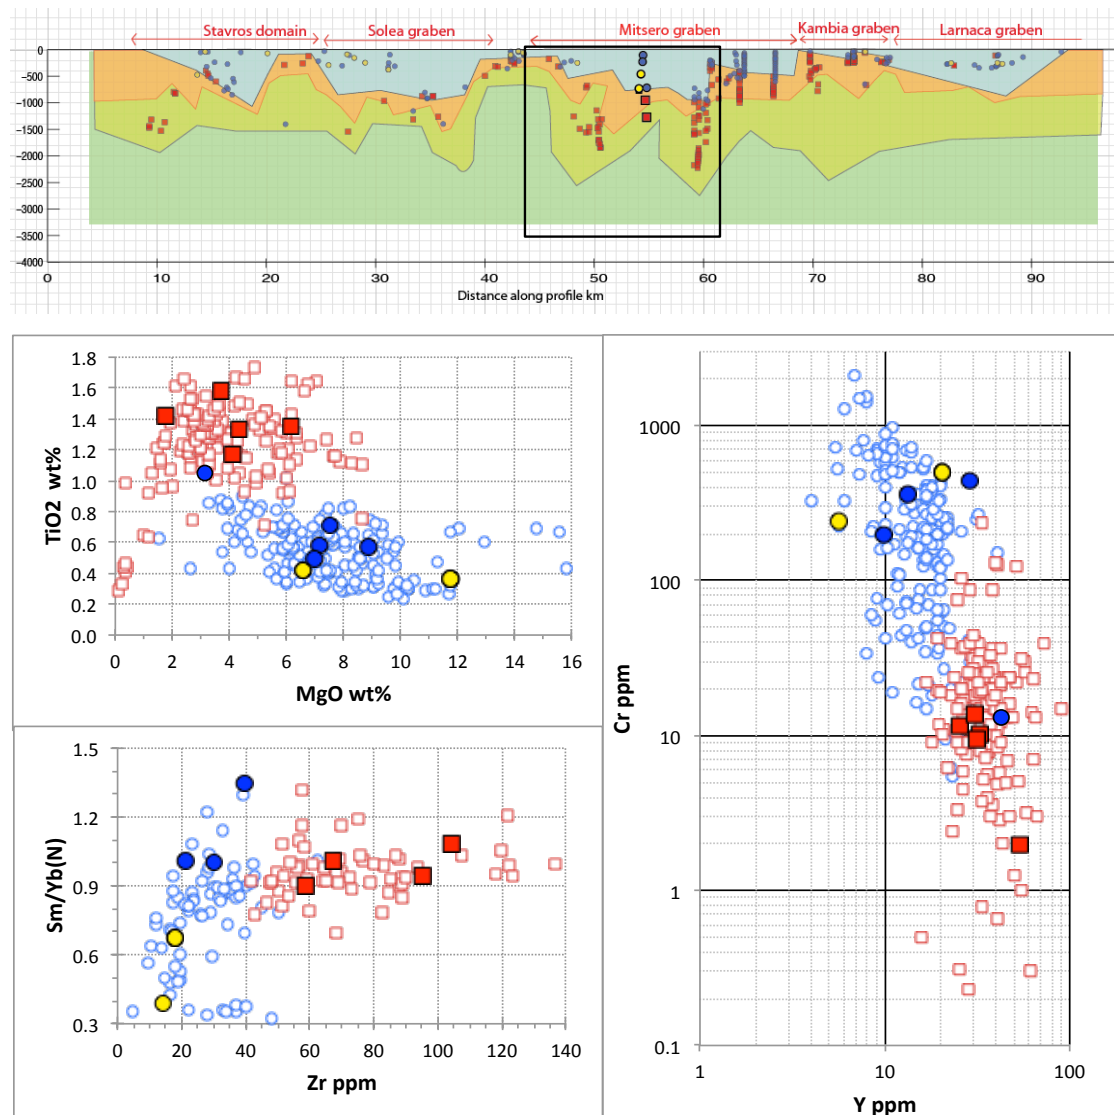 Stavros domain Solea graben Mitsero graben Kambia graben Larnaca graben
0
-500
-1000
-1500
-2000
-2500
-3000
-3500
-4000
0 10 20 30 40 50 60 70 80 90
Distance along profile km
1.8
1.6
1.4
1.2
1.0
0.8
0.6
0.4
0.2
0.0
TiO2 wt%
0 2 4 6 8 10 12 14 16
MgO wt%
1.5
1.2
0.9
0.6
0.3
Sm/Yb(N)
0 20 40 60 80 100 120 140
Zr ppm
1000
100
10
1
0.1
Cr ppm
1 10 100
Y ppm